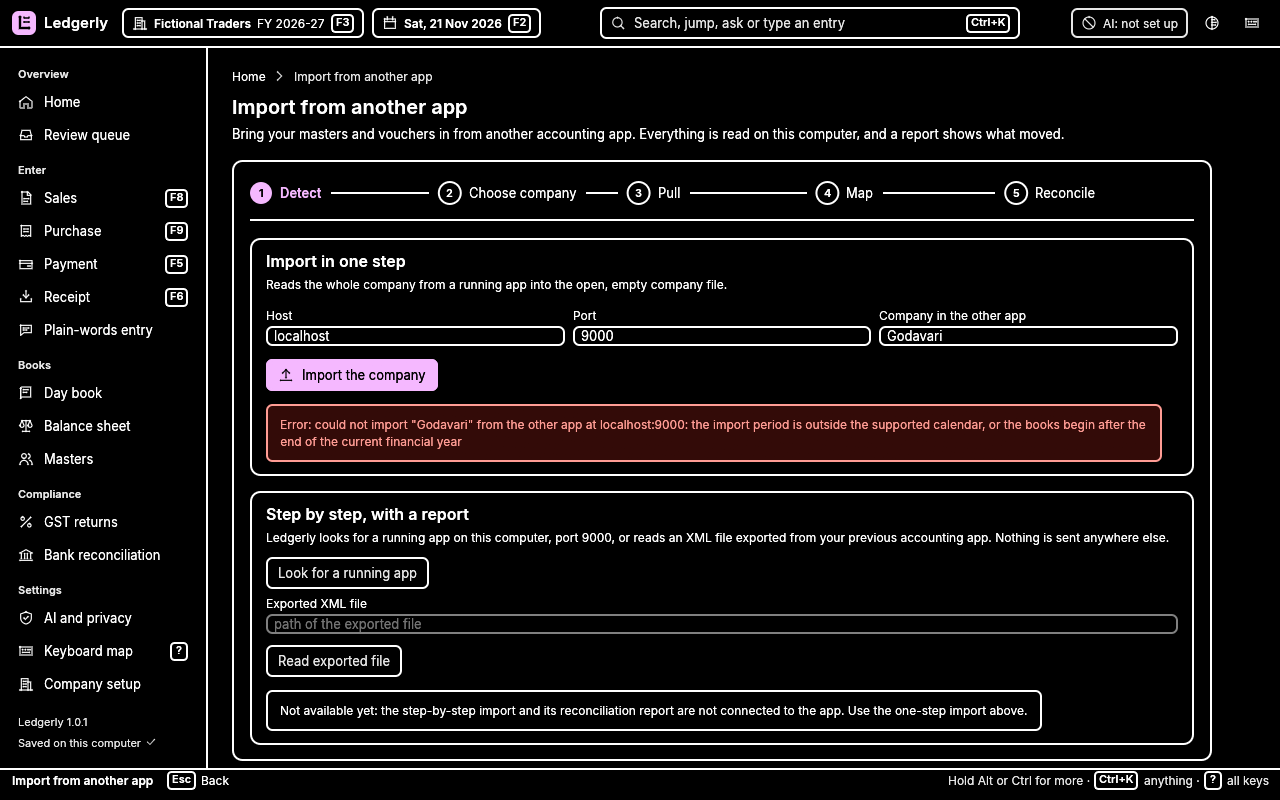 Ledgerly
Fictional Traders FY 2026-27 F3
Sat, 21 Nov 2026 F2
Search, jump, ask or type an entry Ctrl+K
AI: not set up
Overview
Home
Review queue
Enter
Sales F8
Purchase F9
Payment F5
Receipt F6
Plain-words entry
Books
Day book
Balance sheet
Masters
Compliance
GST returns
Bank reconciliation
Settings
AI and privacy
Keyboard map ?
Company setup
Ledgerly 1.0.1
Saved on this computer
Home > Import from another app
Import from another app
Bring your masters and vouchers in from another accounting app. Everything is read on this computer, and a report shows what moved.
1 Detect 2 Choose company 3 Pull 4 Map 5 Reconcile
Import in one step
Reads the whole company from a running app into the open, empty company file.
Host Port Company in the other app
localhost 9000 Godavari
Import the company
Error: could not import "Godavari" from the other app at localhost:9000: the import period is outside the supported calendar, or the books begin after the
end of the current financial year
Step by step, with a report
Ledgerly looks for a running app on this computer, port 9000, or reads an XML file exported from your previous accounting app. Nothing is sent anywhere else.
Look for a running app
Exported XML file
path of the exported file
Read exported file
Not available yet: the step-by-step import and its reconciliation report are not connected to the app. Use the one-step import above.
Import from another app Esc Back
Hold Alt or Ctrl for more · Ctrl+K anything · ? all keys